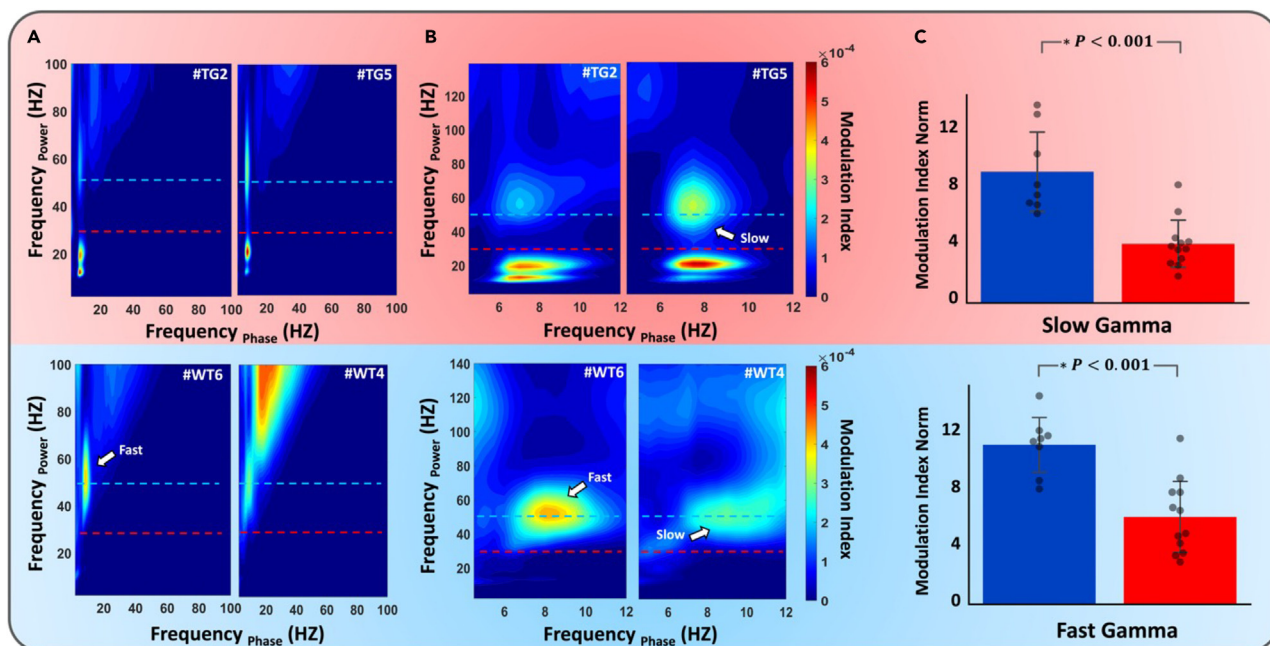 A
B
C
#TG2
#TG5
100
80
60
40
20
20 40 60 80 100
20 40 60 80 100
Frequency Power (HZ)
Frequency Phase (HZ)
#TG2
#TG5
Slow
120
100
80
60
40
20
6 8 10 12
6 8 10 12
Frequency Power (HZ)
Frequency Phase (HZ)
×10⁻⁴
6
5
4
3
2
1
0
Modulation Index
* P < 0.001
12
8
4
0
Modulation Index Norm
Slow Gamma
#WT6
#WT4
Fast
100
80
60
40
20
20 40 60 80 100
20 40 60 80 100
Frequency Power (HZ)
Frequency Phase (HZ)
#WT6
#WT4
Fast
Slow
140
120
100
80
60
40
20
6 8 10 12
6 8 10 12
Frequency Power (HZ)
Frequency Phase (HZ)
×10⁻⁴
6
5
4
3
2
1
0
Modulation Index
* P < 0.001
12
8
4
0
Modulation Index Norm
Fast Gamma